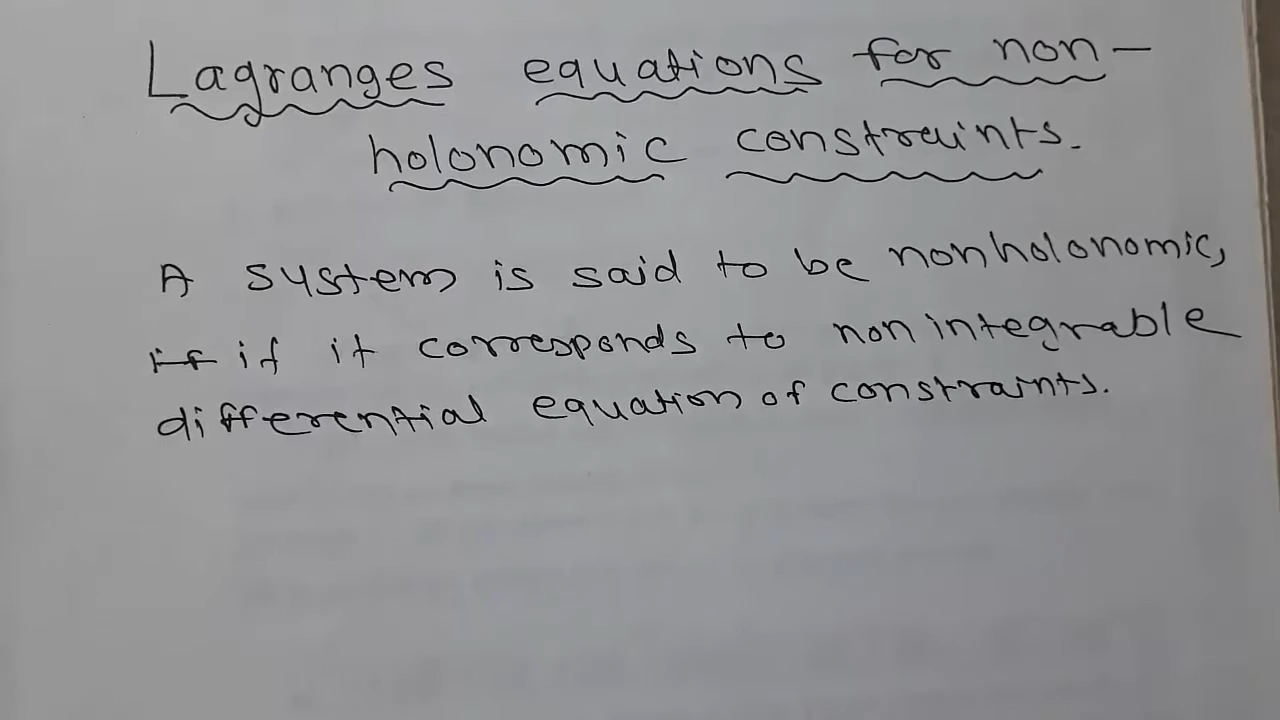 Lagranges equations for non-
holonomic constraints.
A system is said to be nonholonomic,
if it corresponds to non integrable
differential equation of constraints.